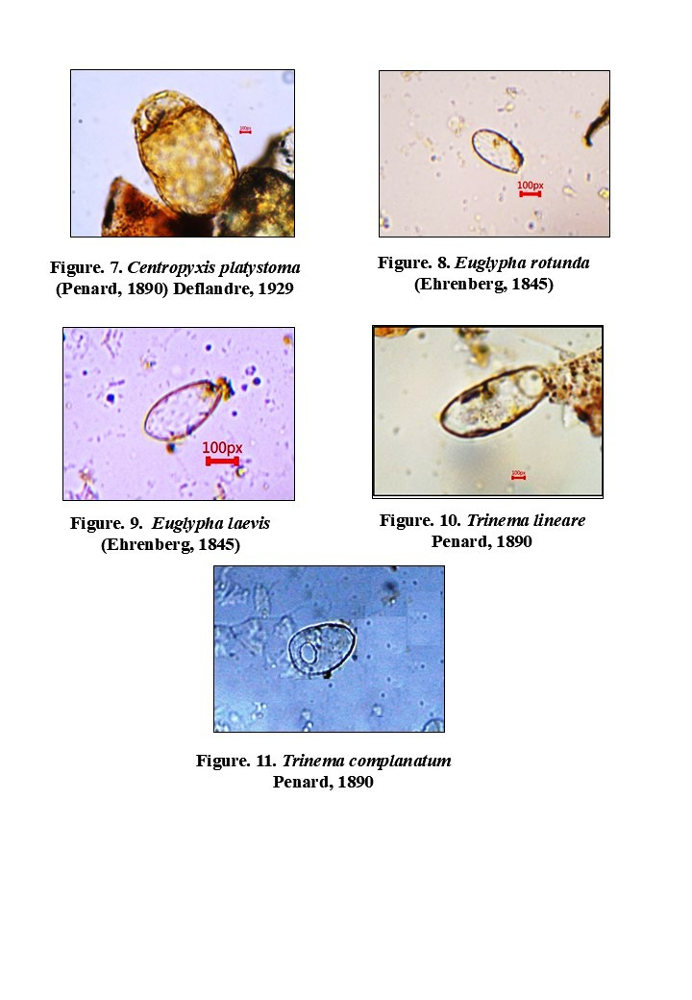 100px
100px
Figure. 7. Centropyxis platystoma
(Penard, 1890) Deflandre, 1929
Figure. 8. Euglypha rotunda
(Ehrenberg, 1845)
100px
100px
Figure. 9. Euglypha laevis
(Ehrenberg, 1845)
Figure. 10. Trinema lineare
Penard, 1890
Figure. 11. Trinema complanatum
Penard, 1890